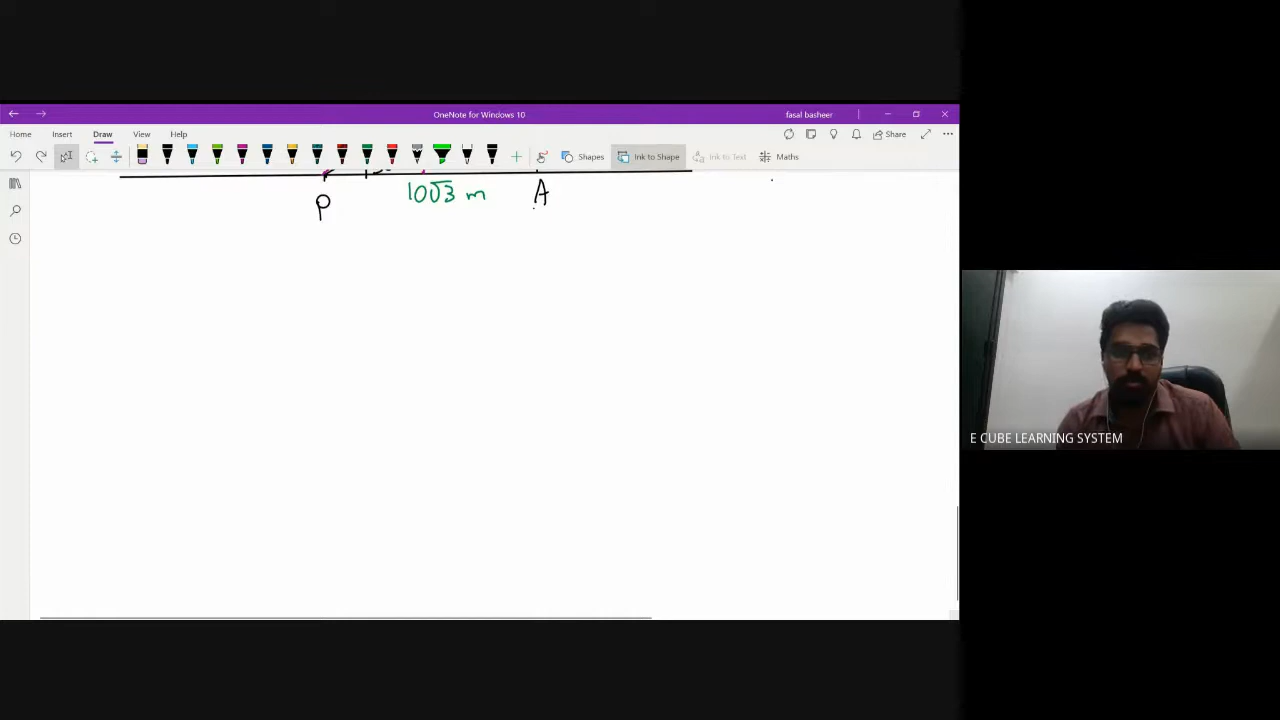 OneNote for Windows 10
fasal basheer
Home Insert Draw View Help
Share
Shapes Ink to Shape Ink to Text Maths
10√3 m
P A
E CUBE LEARNING SYSTEM